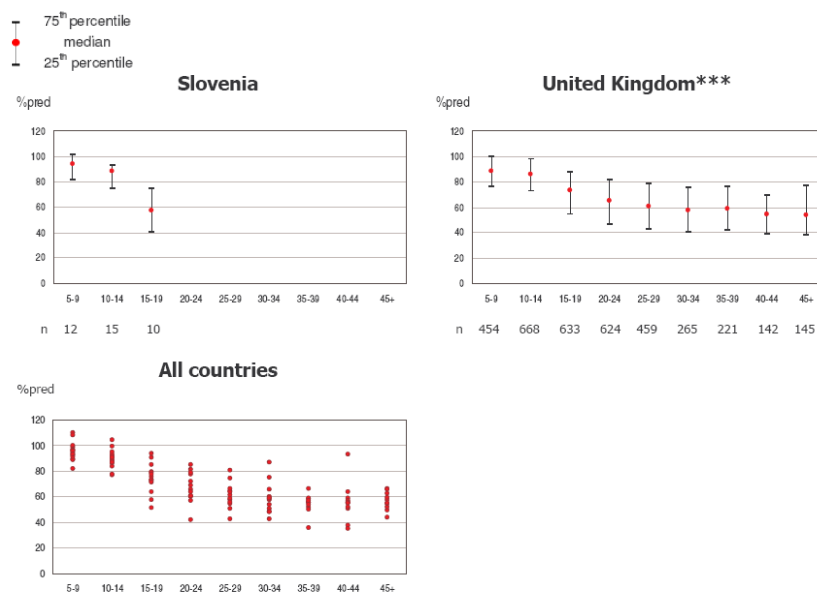 75th percentile
median
25th percentile
Slovenia
%pred
120
100
80
60
40
20
0
5-9 10-14 15-19 20-24 25-29 30-34 35-39 40-44 45+
n 12 15 10
United Kingdom***
%pred
120
100
80
60
40
20
0
5-9 10-14 15-19 20-24 25-29 30-34 35-39 40-44 45+
n 454 668 633 624 459 265 221 142 145
All countries
%pred
120
100
80
60
40
20
0
5-9 10-14 15-19 20-24 25-29 30-34 35-39 40-44 45+